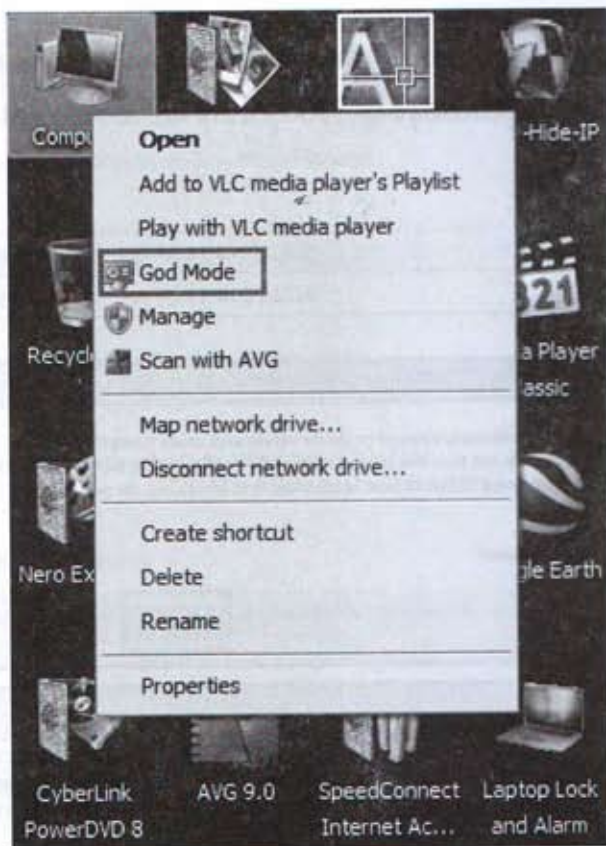 Open
Add to VLC media player's Playlist
Play with VLC media player
God Mode
Manage
Scan with AVG
Map network drive...
Disconnect network drive...
Create shortcut
Delete
Rename
Properties
Compu
-Hide-IP
Recycl
a Player
assic
321
Nero Ex
gle Earth
CyberLink
PowerDVD 8
AVG 9.0
SpeedConnect
Internet Ac...
Laptop Lock
and Alarm